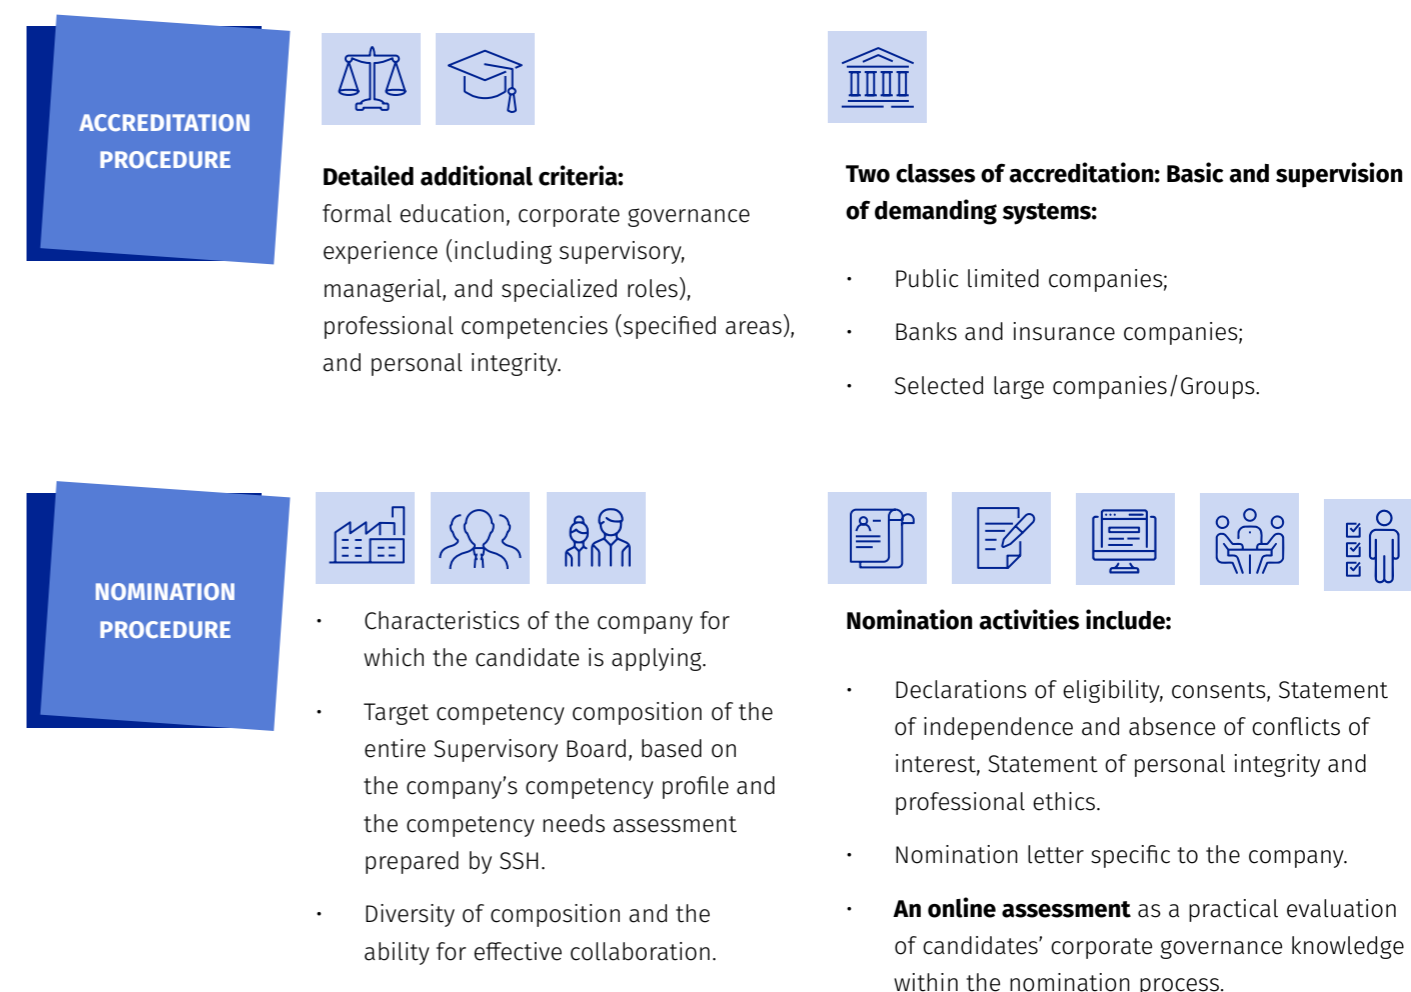 ACCREDITATION
PROCEDURE
Detailed additional criteria:
formal education, corporate governance
experience (including supervisory,
managerial, and specialized roles),
professional competencies (specified areas),
and personal integrity.
Two classes of accreditation: Basic and supervision
of demanding systems:
· Public limited companies;
· Banks and insurance companies;
· Selected large companies/Groups.
NOMINATION
PROCEDURE
· Characteristics of the company for
which the candidate is applying.
· Target competency composition of the
entire Supervisory Board, based on
the company's competency profile and
the competency needs assessment
prepared by SSH.
· Diversity of composition and the
ability for effective collaboration.
Nomination activities include:
· Declarations of eligibility, consents, Statement
of independence and absence of conflicts of
interest, Statement of personal integrity and
professional ethics.
· Nomination letter specific to the company.
· An online assessment as a practical evaluation
of candidates' corporate governance knowledge
within the nomination process.